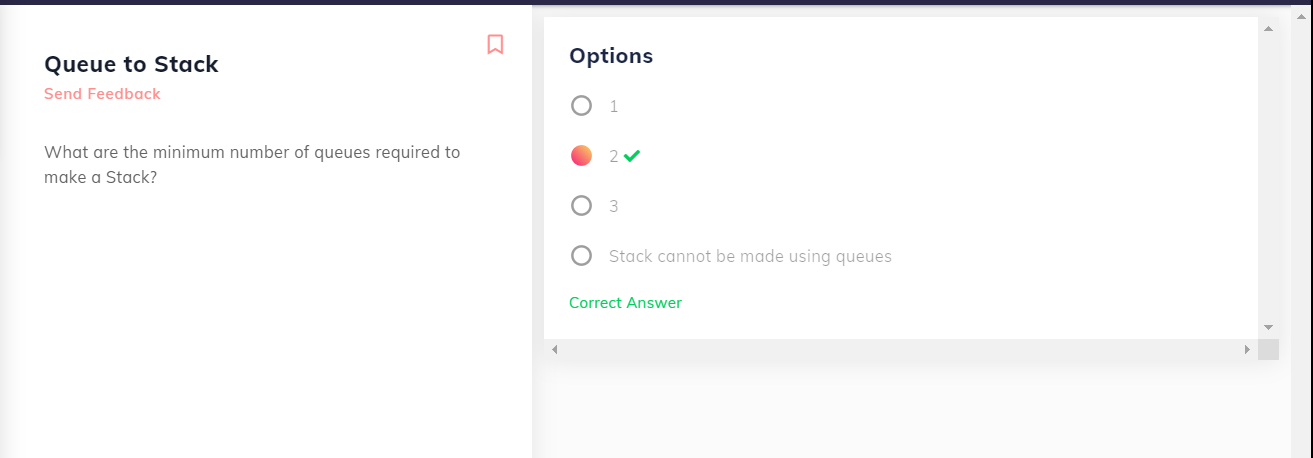 Queue to Stack
Send Feedback
What are the minimum number of queues required to
make a Stack?
Options
1
2
3
Stack cannot be made using queues
Correct Answer